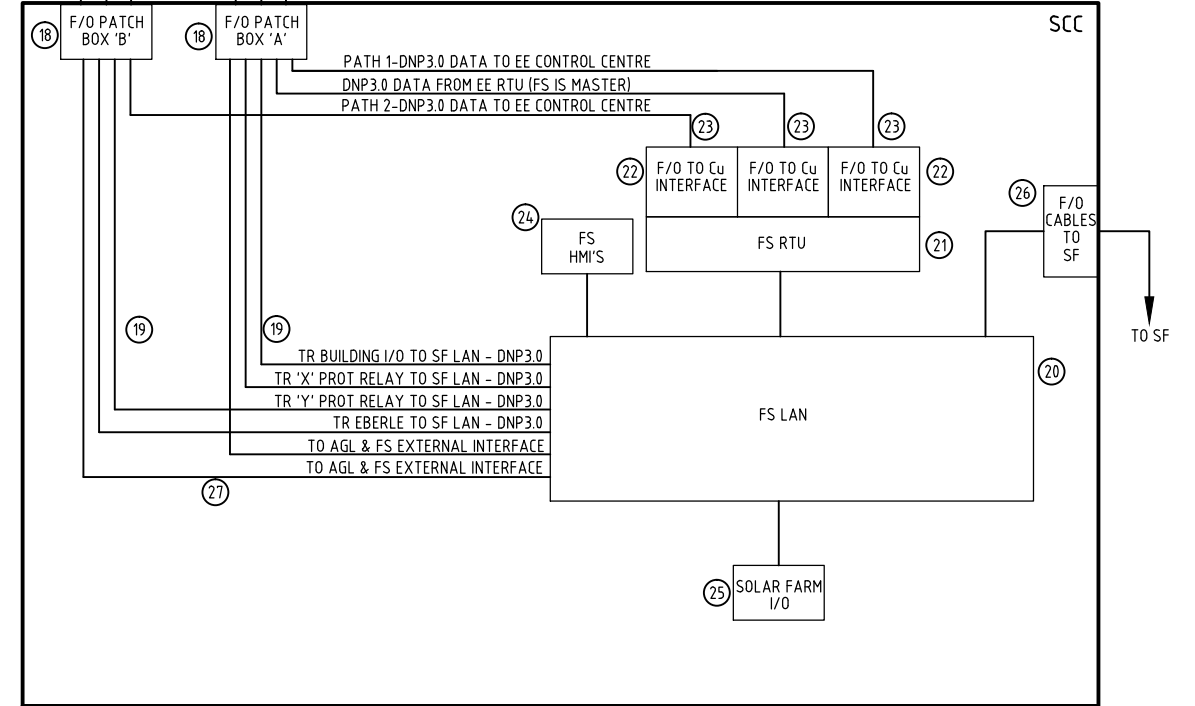 SCC
18
F/O PATCH
BOX 'B'
18
F/O PATCH
BOX 'A'
PATH 1-DNP3.0 DATA TO EE CONTROL CENTRE
DNP3.0 DATA FROM EE RTU (FS IS MASTER)
PATH 2-DNP3.0 DATA TO EE CONTROL CENTRE
23
23
23
22
F/O TO Cu
INTERFACE
F/O TO Cu
INTERFACE
F/O TO Cu
INTERFACE
22
26
F/O
CABLES
TO
SF
24
FS
HMI'S
FS RTU
21
19
19
TO SF
TR BUILDING I/O TO SF LAN - DNP3.0
TR 'X' PROT RELAY TO SF LAN - DNP3.0
TR 'Y' PROT RELAY TO SF LAN - DNP3.0
TR EBERLE TO SF LAN - DNP3.0
TO AGL & FS EXTERNAL INTERFACE
TO AGL & FS EXTERNAL INTERFACE
27
FS LAN
20
25
SOLAR FARM
I/O